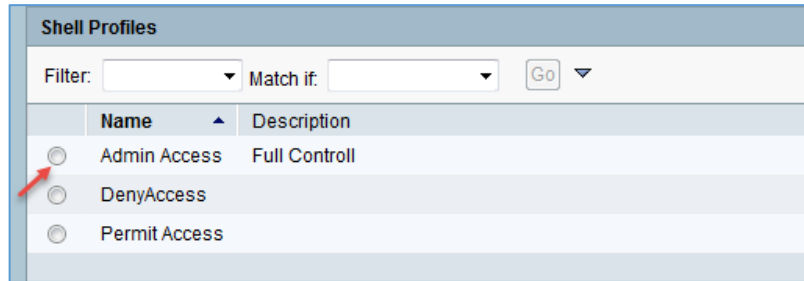 Shell Profiles
Filter: Match if: Go
Name Description
Admin Access Full Controll
DenyAccess
Permit Access